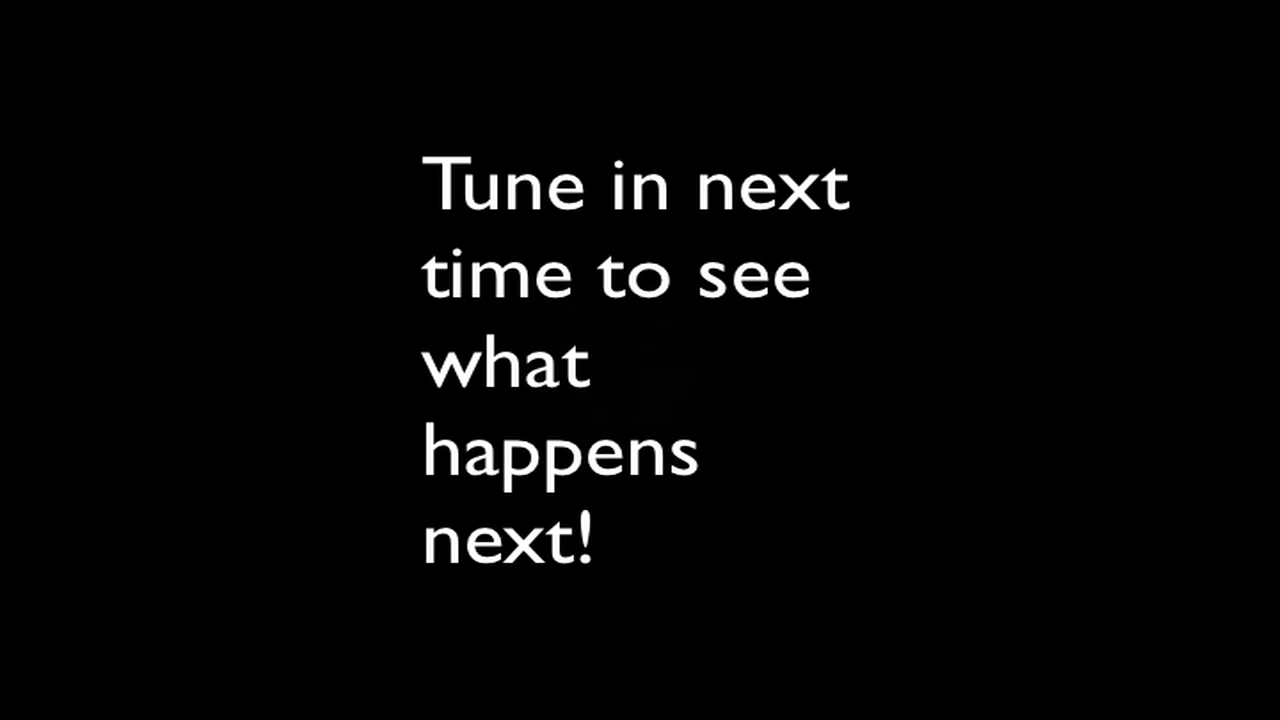 Tune in next
time to see
what
happens
next!